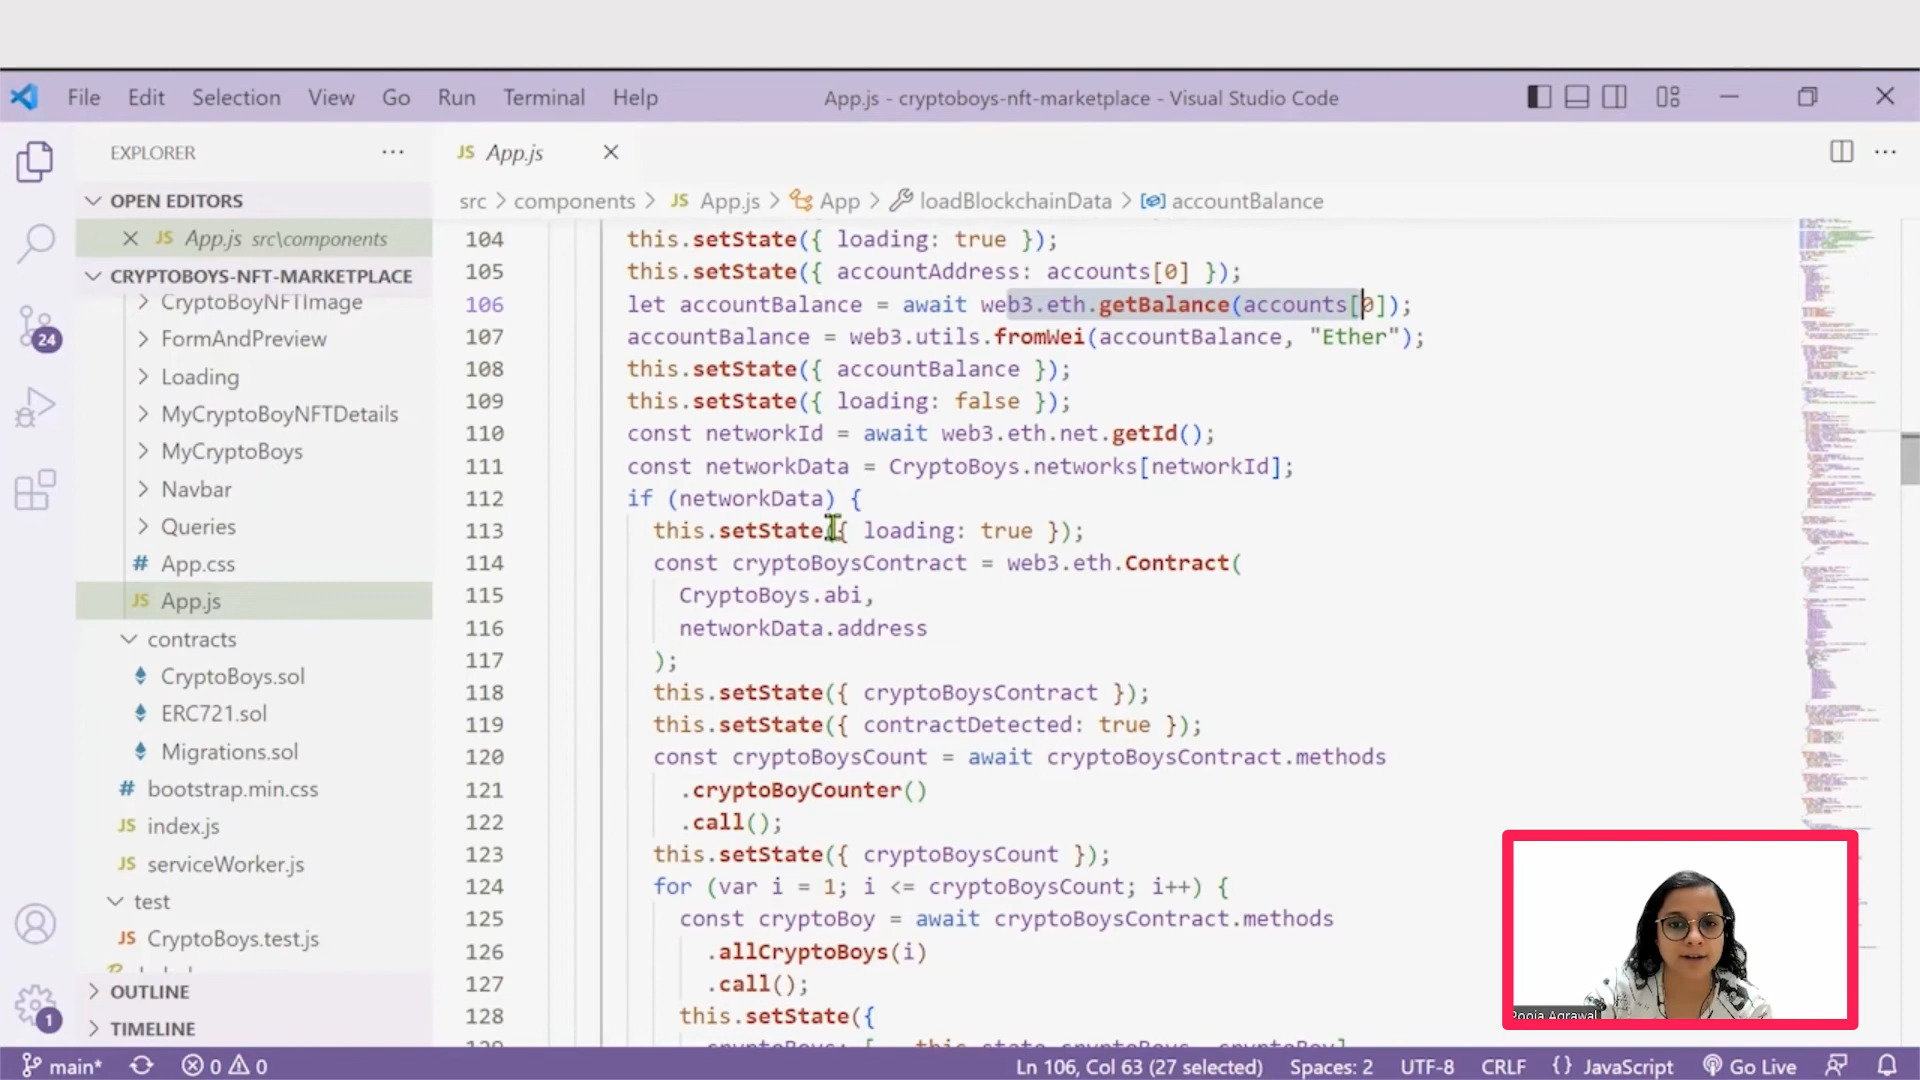 File Edit Selection View Go Run Terminal Help App.js - cryptoboys-nft-marketplace - Visual Studio Code
EXPLORER ···
JS App.js
OPEN EDITORS
JS App.js src\components
CRYPTOBOYS-NFT-MARKETPLACE
CryptoBoyNFTImage
FormAndPreview
Loading
MyCryptoBoyNFTDetails
MyCryptoBoys
Navbar
Queries
# App.css
JS App.js
contracts
CryptoBoys.sol
ERC721.sol
Migrations.sol
# bootstrap.min.css
JS index.js
JS serviceWorker.js
test
JS CryptoBoys.test.js
OUTLINE
TIMELINE
24
1
src > components > JS App.js > App > loadBlockchainData > accountBalance
104 this.setState({ loading: true });
105 this.setState({ accountAddress: accounts[0] });
106 let accountBalance = await web3.eth.getBalance(accounts[0]);
107 accountBalance = web3.utils.fromWei(accountBalance, "Ether");
108 this.setState({ accountBalance });
109 this.setState({ loading: false });
110 const networkId = await web3.eth.net.getId();
111 const networkData = CryptoBoys.networks[networkId];
112 if (networkData) {
113 this.setState({ loading: true });
114 const cryptoBoysContract = web3.eth.Contract(
115 CryptoBoys.abi,
116 networkData.address
117 );
118 this.setState({ cryptoBoysContract });
119 this.setState({ contractDetected: true });
120 const cryptoBoysCount = await cryptoBoysContract.methods
121 .cryptoBoyCounter()
122 .call();
123 this.setState({ cryptoBoysCount });
124 for (var i = 1; i <= cryptoBoysCount; i++) {
125 const cryptoBoy = await cryptoBoysContract.methods
126 .allCryptoBoys(i)
127 .call();
128 this.setState({
Pooja Agrawal
main* 0 0 Ln 106, Col 63 (27 selected) Spaces: 2 UTF-8 CRLF {} JavaScript Go Live